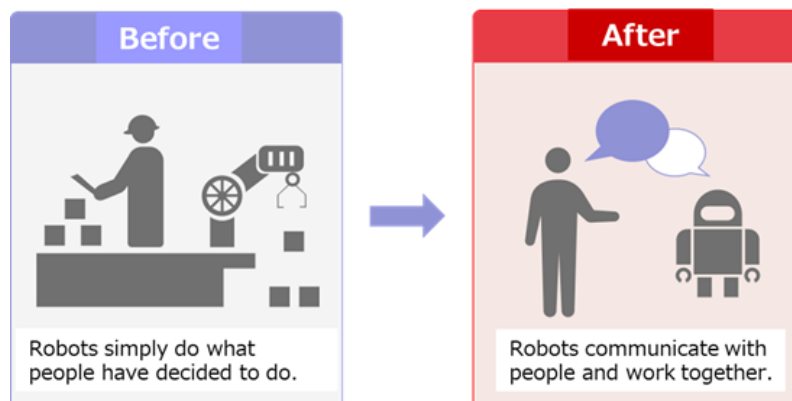 Before
Robots simply do what
people have decided to do.
After
Robots communicate with
people and work together.